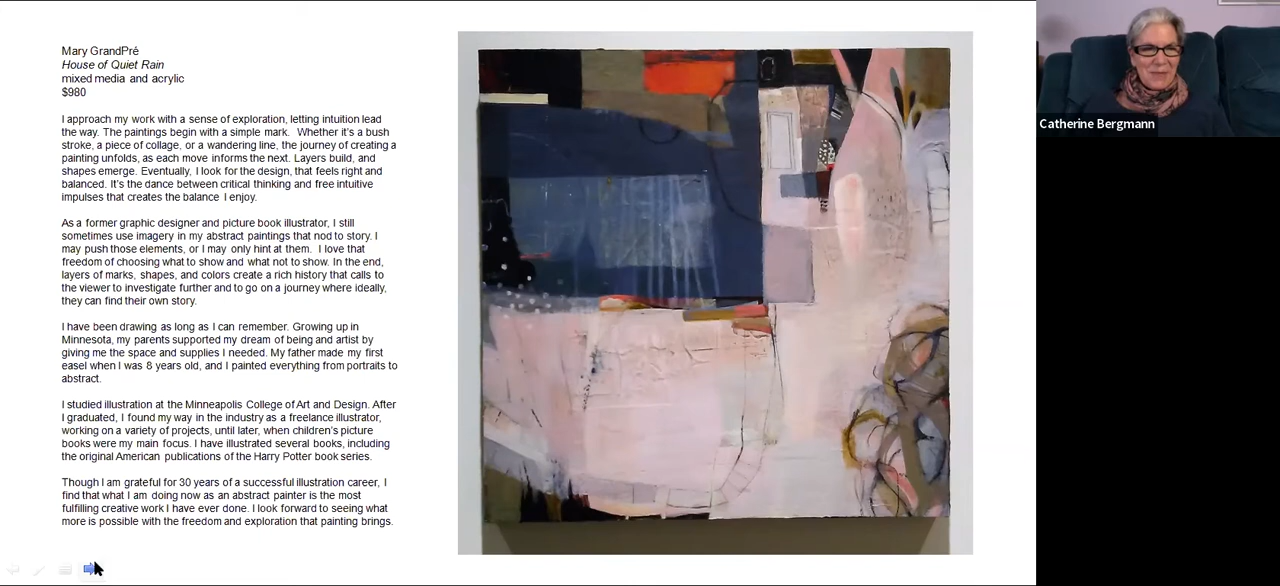 Mary GrandPré
House of Quiet Rain
mixed media and acrylic
$980
I approach my work with a sense of exploration, letting intuition lead
the way. The paintings begin with a simple mark.  Whether it's a bush
stroke, a piece of collage, or a wandering line, the journey of creating a
painting unfolds, as each move informs the next. Layers build, and
shapes emerge. Eventually, I look for the design, that feels right and
balanced. It's the dance between critical thinking and free intuitive
impulses that creates the balance I enjoy.
As a former graphic designer and picture book illustrator, I still
sometimes use imagery in my abstract paintings that nod to story. I
may push those elements, or I may only hint at them.  I love that
freedom of choosing what to show and what not to show. In the end,
layers of marks, shapes, and colors create a rich history that calls to
the viewer to investigate further and to go on a journey where ideally,
they can find their own story.
I have been drawing as long as I can remember. Growing up in
Minnesota, my parents supported my dream of being and artist by
giving me the space and supplies I needed. My father made my first
easel when I was 8 years old, and I painted everything from portraits to
abstract.
I studied illustration at the Minneapolis College of Art and Design. After
I graduated, I found my way in the industry as a freelance illustrator,
working on a variety of projects, until later, when children's picture
books were my main focus. I have illustrated several books, including
the original American publications of the Harry Potter book series.
Though I am grateful for 30 years of a successful illustration career, I
find that what I am doing now as an abstract painter is the most
fulfilling creative work I have ever done. I look forward to seeing what
more is possible with the freedom and exploration that painting brings.
Catherine Bergmann